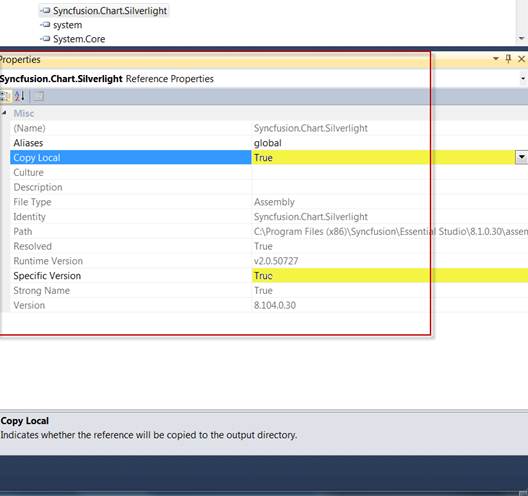 Syncfusion.Chart.Silverlight
system
System.Core
Properties
Syncfusion.Chart.Silverlight Reference Properties
Misc
(Name) Syncfusion.Chart.Silverlight
Aliases global
Copy Local True
Culture
Description
File Type Assembly
Identity Syncfusion.Chart.Silverlight
Path C:\Program Files (x86)\Syncfusion\Essential Studio\8.1.0.30\assem
Resolved True
Runtime Version v2.0.50727
Specific Version True
Strong Name True
Version 8.104.0.30
Copy Local
Indicates whether the reference will be copied to the output directory.